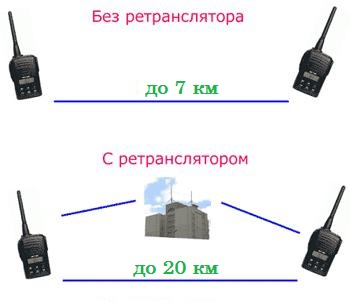 Без ретранслятора
до 7 км
С ретранслятором
до 20 км